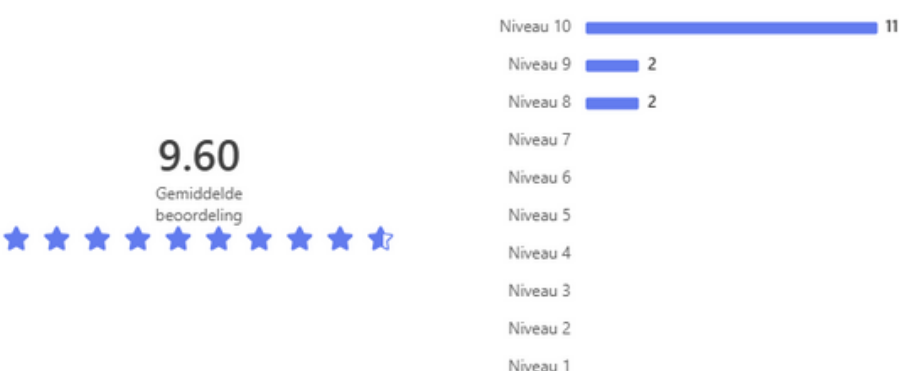 9.60
Gemiddelde
beoordeling
Niveau 10 11
Niveau 9 2
Niveau 8 2
Niveau 7
Niveau 6
Niveau 5
Niveau 4
Niveau 3
Niveau 2
Niveau 1